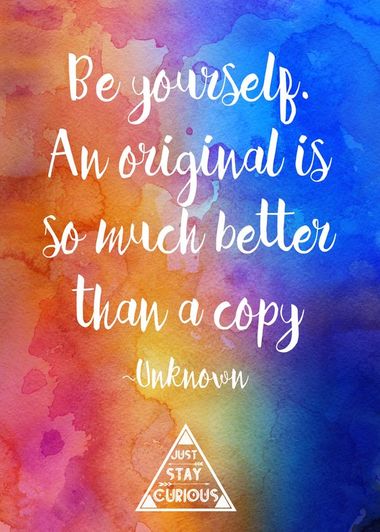 Be yourself.
An original is
so much better
than a copy
~Unknown
JUST
STAY
CURIOUS